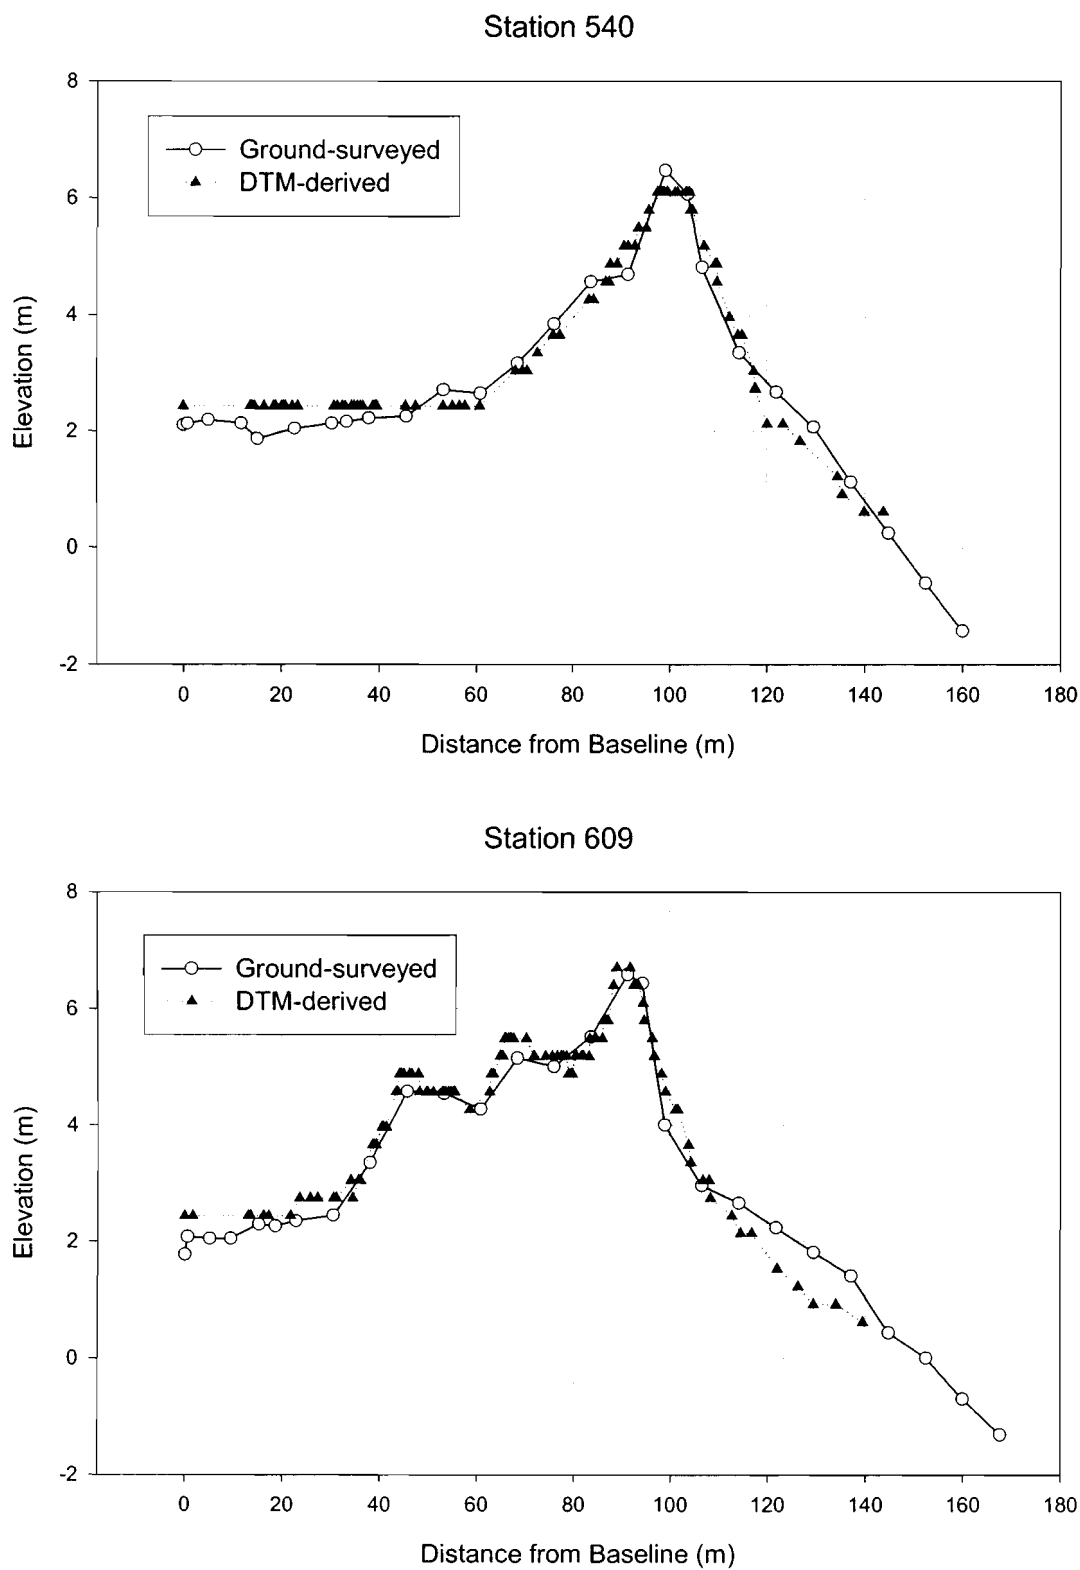 Station 540
8
6
4
2
0
-2
Elevation (m)
Ground-surveyed
DTM-derived
0 20 40 60 80 100 120 140 160 180
Distance from Baseline (m)
Station 609
8
6
4
2
0
-2
Elevation (m)
Ground-surveyed
DTM-derived
0 20 40 60 80 100 120 140 160 180
Distance from Baseline (m)